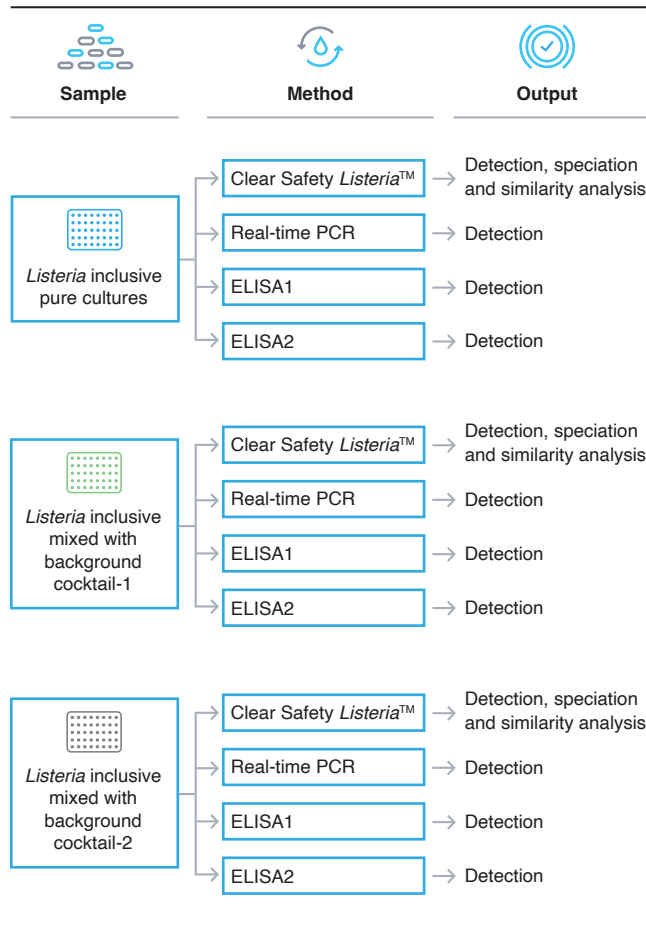 Sample
Method
Output
Listeria inclusive
pure cultures
Clear Safety Listeria™
Detection, speciation
and similarity analysis
Real-time PCR
Detection
ELISA1
Detection
ELISA2
Detection
Listeria inclusive
mixed with
background
cocktail-1
Clear Safety Listeria™
Detection, speciation
and similarity analysis
Real-time PCR
Detection
ELISA1
Detection
ELISA2
Detection
Listeria inclusive
mixed with
background
cocktail-2
Clear Safety Listeria™
Detection, speciation
and similarity analysis
Real-time PCR
Detection
ELISA1
Detection
ELISA2
Detection